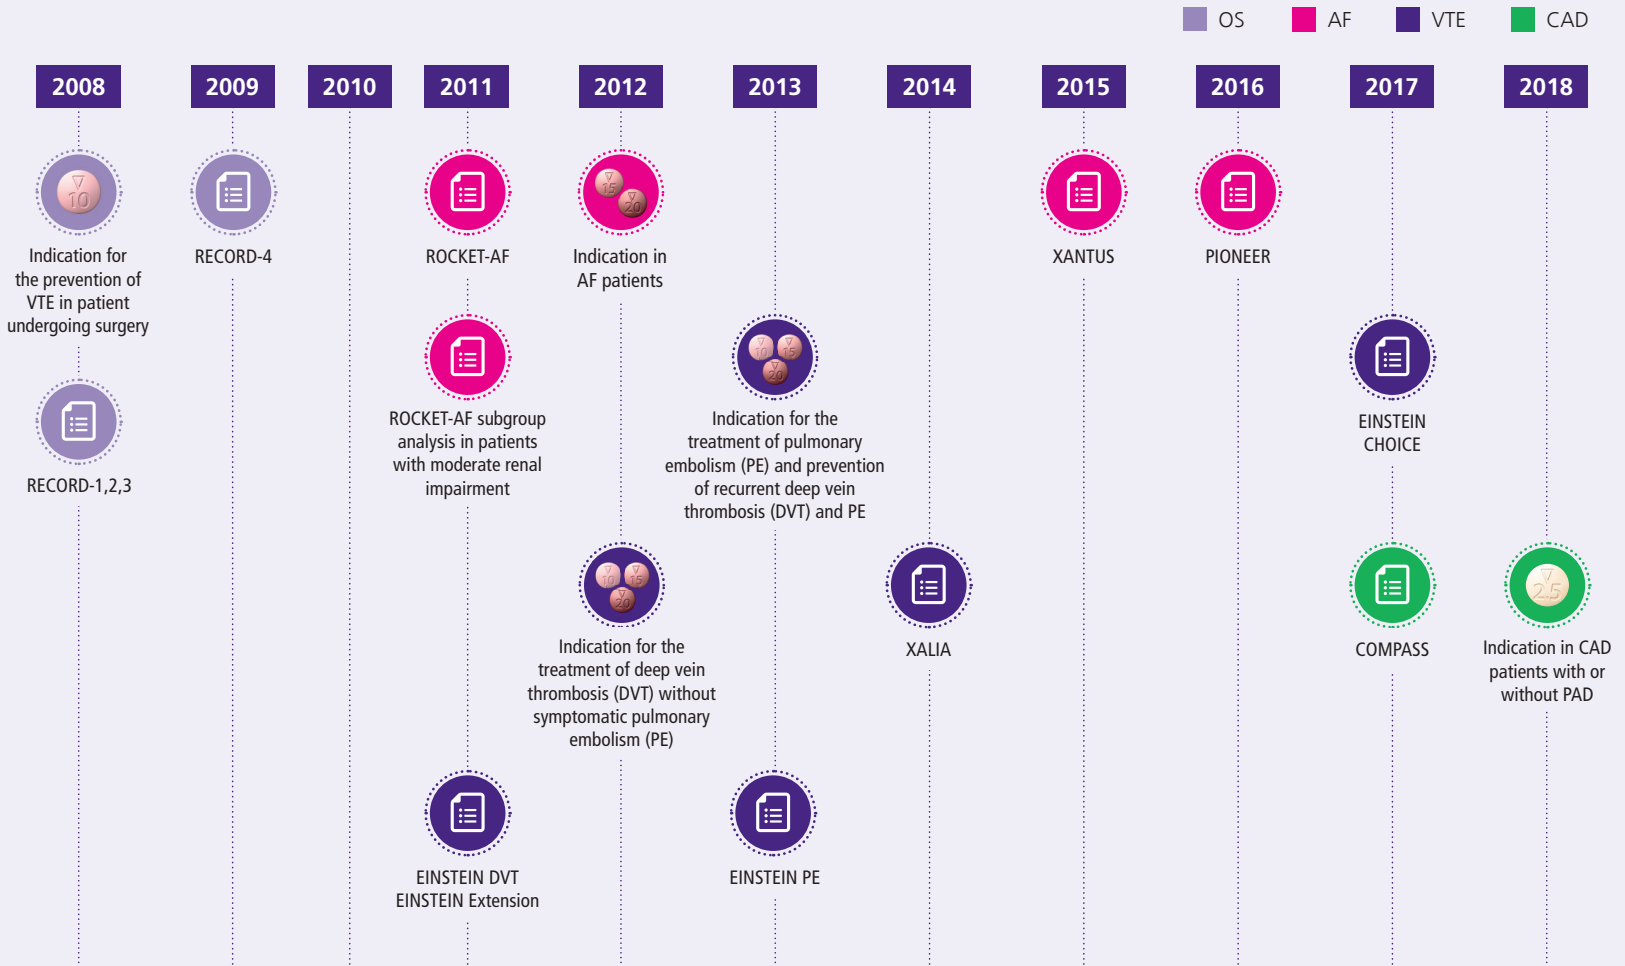 OS
AF
VTE
CAD
2008
2009
2010
2011
2012
2013
2014
2015
2016
2017
2018
10
Indication for
the prevention of
VTE in patient
undergoing surgery
RECORD-1,2,3
RECORD-4
ROCKET-AF
ROCKET-AF subgroup
analysis in patients
with moderate renal
impairment
EINSTEIN DVT
EINSTEIN Extension
15
20
Indication in
AF patients
10
15
20
Indication for the
treatment of deep vein
thrombosis (DVT) without
symptomatic pulmonary
embolism (PE)
10
15
20
Indication for the
treatment of pulmonary
embolism (PE) and prevention
of recurrent deep vein
thrombosis (DVT) and PE
EINSTEIN PE
XALIA
XANTUS
PIONEER
EINSTEIN
CHOICE
COMPASS
2.5
Indication in CAD
patients with or
without PAD